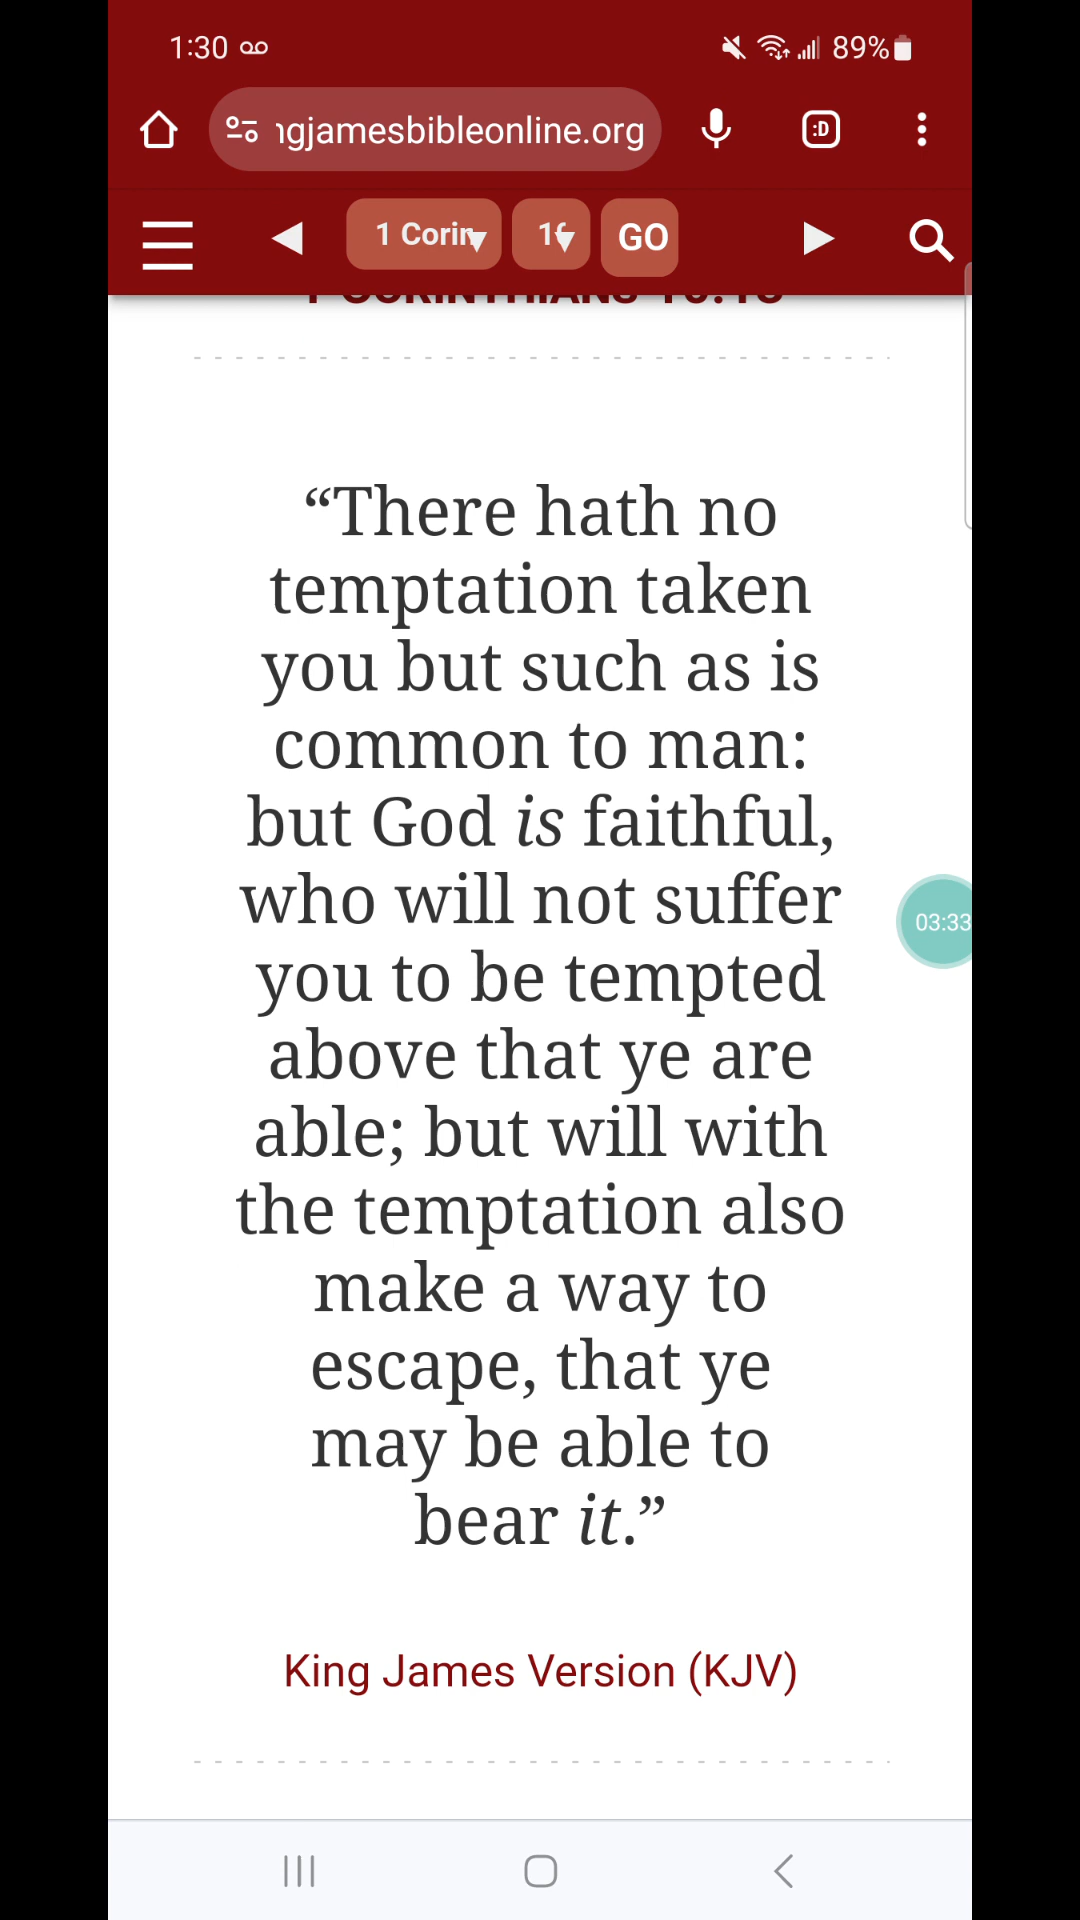 1:30 89%
ngjamesbibleonline.org :D
1 Corin GO
“There hath no
temptation taken
you but such as is
common to man:
but God is faithful,
who will not suffer
you to be tempted
above that ye are
able; but will with
the temptation also
make a way to
escape, that ye
may be able to
bear it.”
03:33
King James Version (KJV)